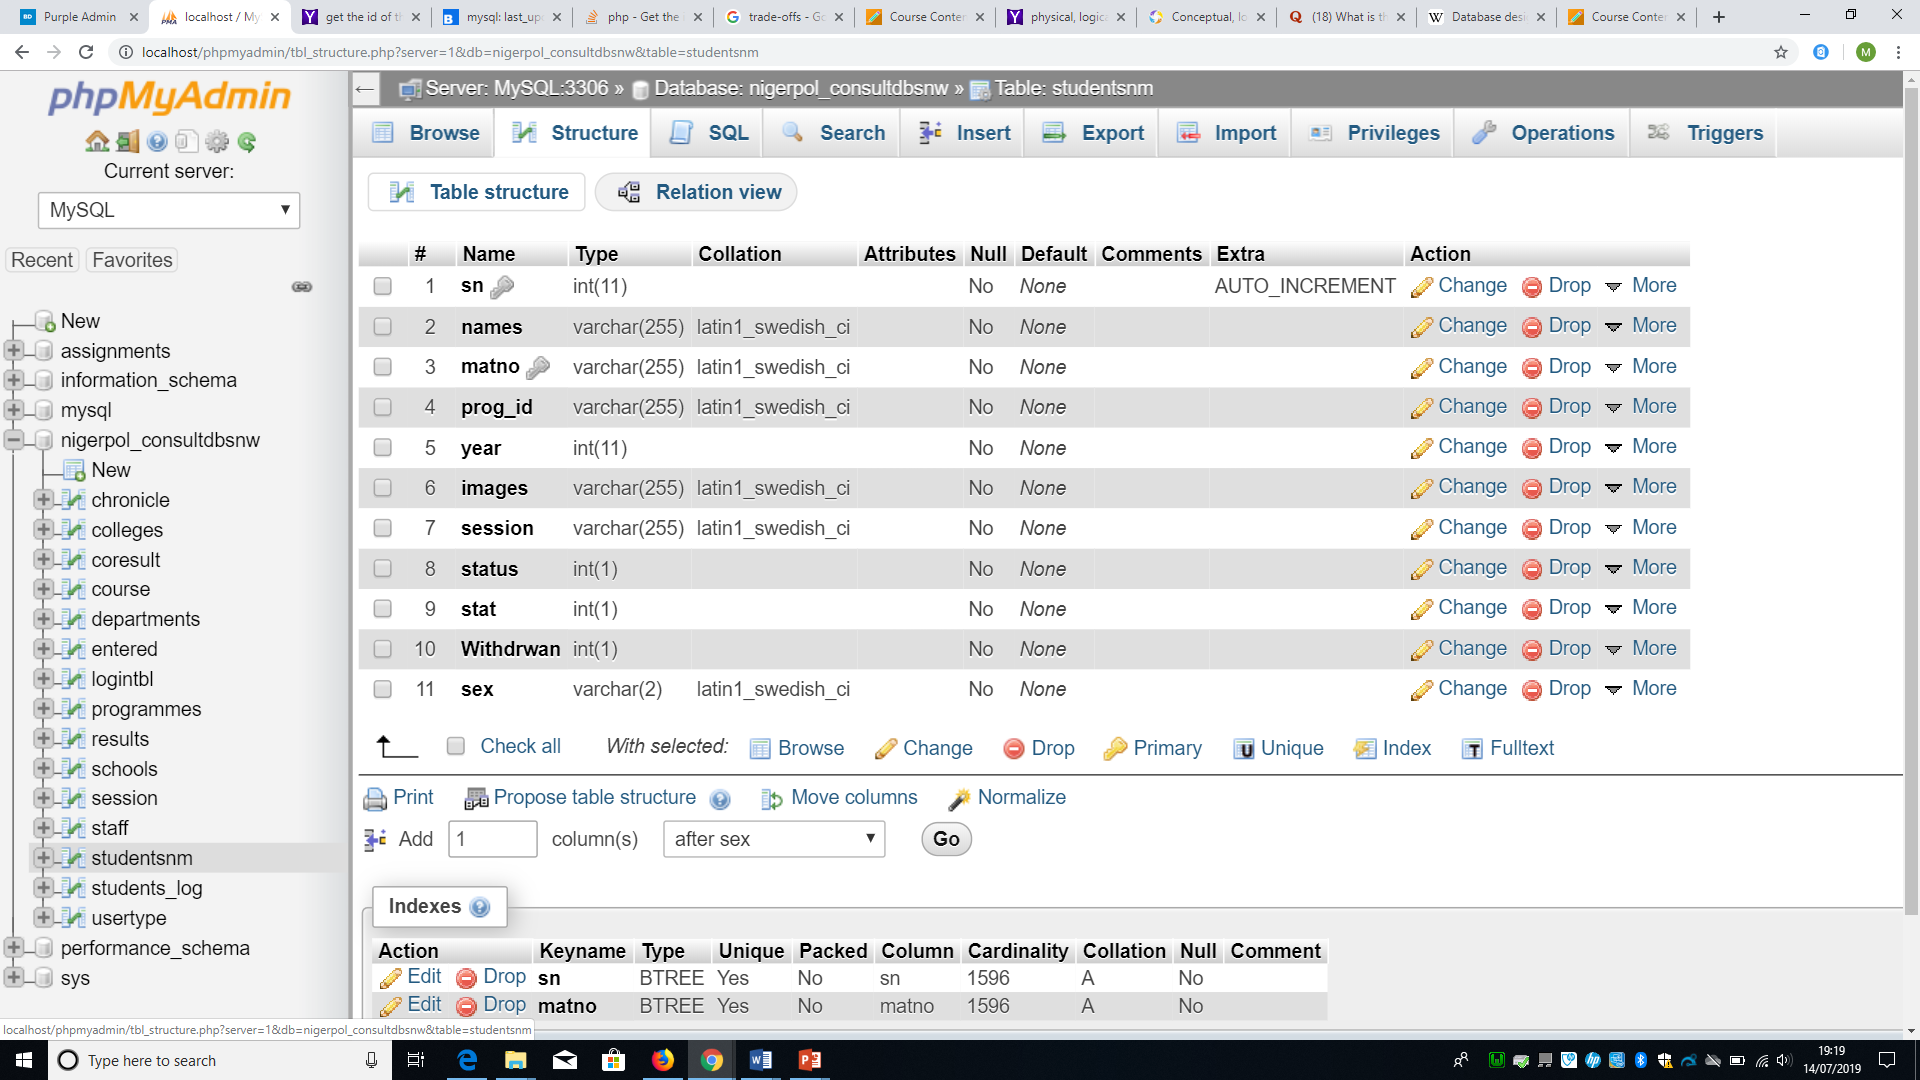 Purple Admin
localhost / My
get the id of t
mysql: last_up
php - Get the
trade-offs - G
Course Conter
physical, logica
Conceptual, lo
(18) What is t
Database desi
Course Conter
localhost/phpmyadmin/tbl_structure.php?server=1&db=nigerpol_consultdbsnw&table=studentsnm
M
phpMyAdmin
Current server:
MySQL
Recent Favorites
New
assignments
information_schema
mysql
nigerpol_consultdbsnw
New
chronicle
colleges
coresult
course
departments
entered
logintbl
programmes
results
schools
session
staff
studentsnm
students_log
usertype
performance_schema
sys
Server: MySQL:3306 » Database: nigerpol_consultdbsnw » Table: studentsnm
Browse Structure SQL Search Insert Export Import Privileges Operations Triggers
Table structure Relation view
# Name Type Collation Attributes Null Default Comments Extra Action
1 sn int(11) No None AUTO_INCREMENT Change Drop More
2 names varchar(255) latin1_swedish_ci No None Change Drop More
3 matno varchar(255) latin1_swedish_ci No None Change Drop More
4 prog_id varchar(255) latin1_swedish_ci No None Change Drop More
5 year int(11) No None Change Drop More
6 images varchar(255) latin1_swedish_ci No None Change Drop More
7 session varchar(255) latin1_swedish_ci No None Change Drop More
8 status int(1) No None Change Drop More
9 stat int(1) No None Change Drop More
10 Withdrwan int(1) No None Change Drop More
11 sex varchar(2) latin1_swedish_ci No None Change Drop More
Check all With selected: Browse Change Drop Primary Unique Index Fulltext
Print Propose table structure Move columns Normalize
Add 1 column(s) after sex Go
Indexes
Action Keyname Type Unique Packed Column Cardinality Collation Null Comment
Edit Drop sn BTREE Yes No sn 1596 A No
Edit Drop matno BTREE Yes No matno 1596 A No
localhost/phpmyadmin/tbl_structure.php?server=1&db=nigerpol_consultdbsnw&table=studentsnm
Type here to search
19:19
14/07/2019